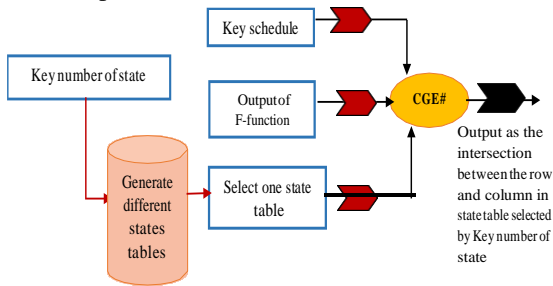 Key schedule
Key number of state
Output of
F-function
CGE#
Generate
different
states
tables
Select one state
table
Output as the
intersection
between the row
and column in
state table selected
by Key number of
state